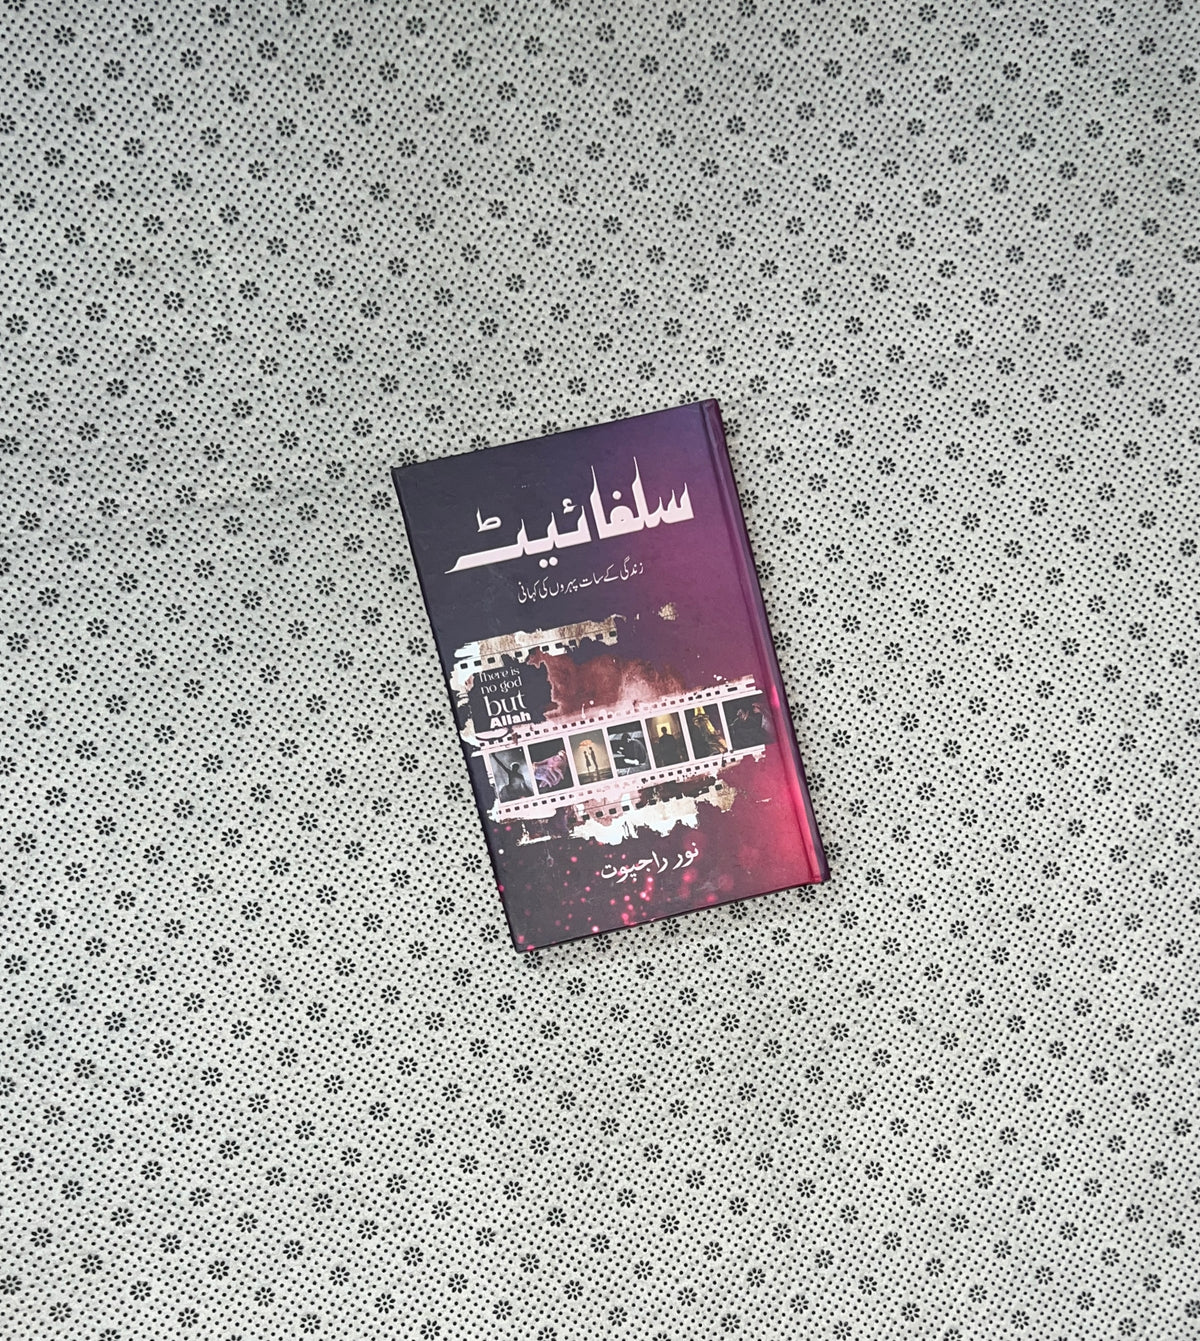 سلفائیٹ
زندگی کے سات پہروں کی کہانی
There is
no god
but
Allah
نور راجپوت